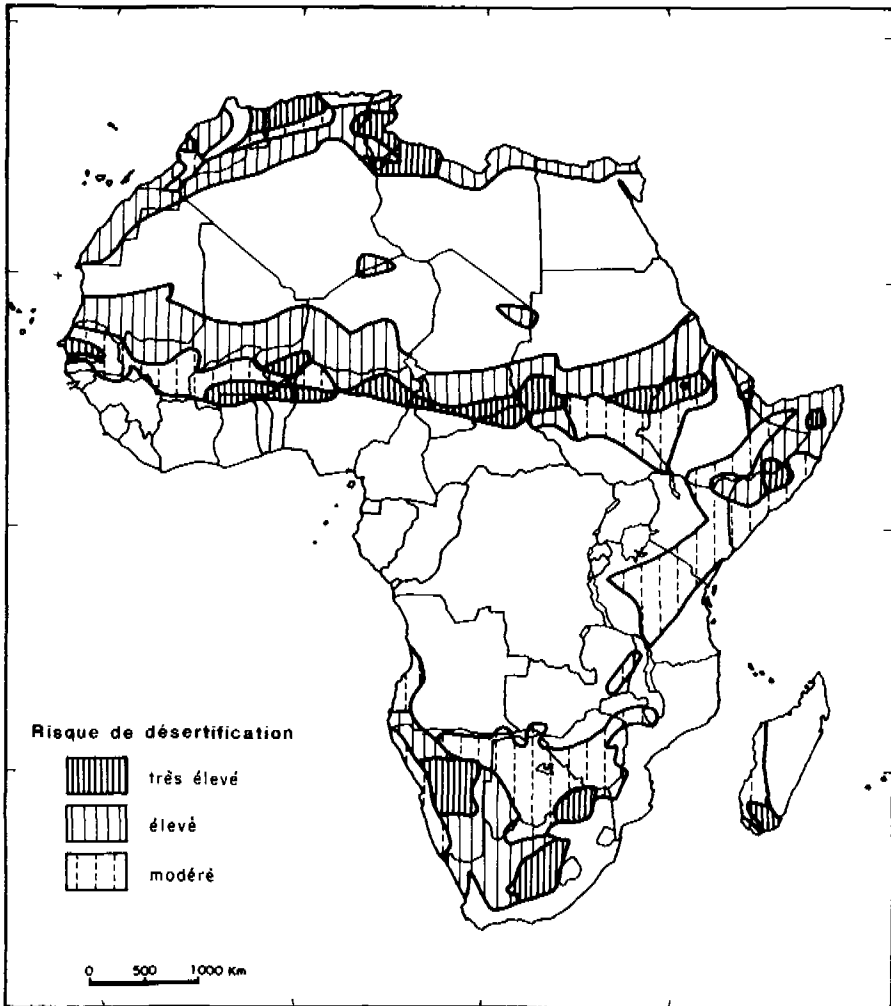 Risque de désertification
très élevé
élevé
modéré
0 500 1000 Km